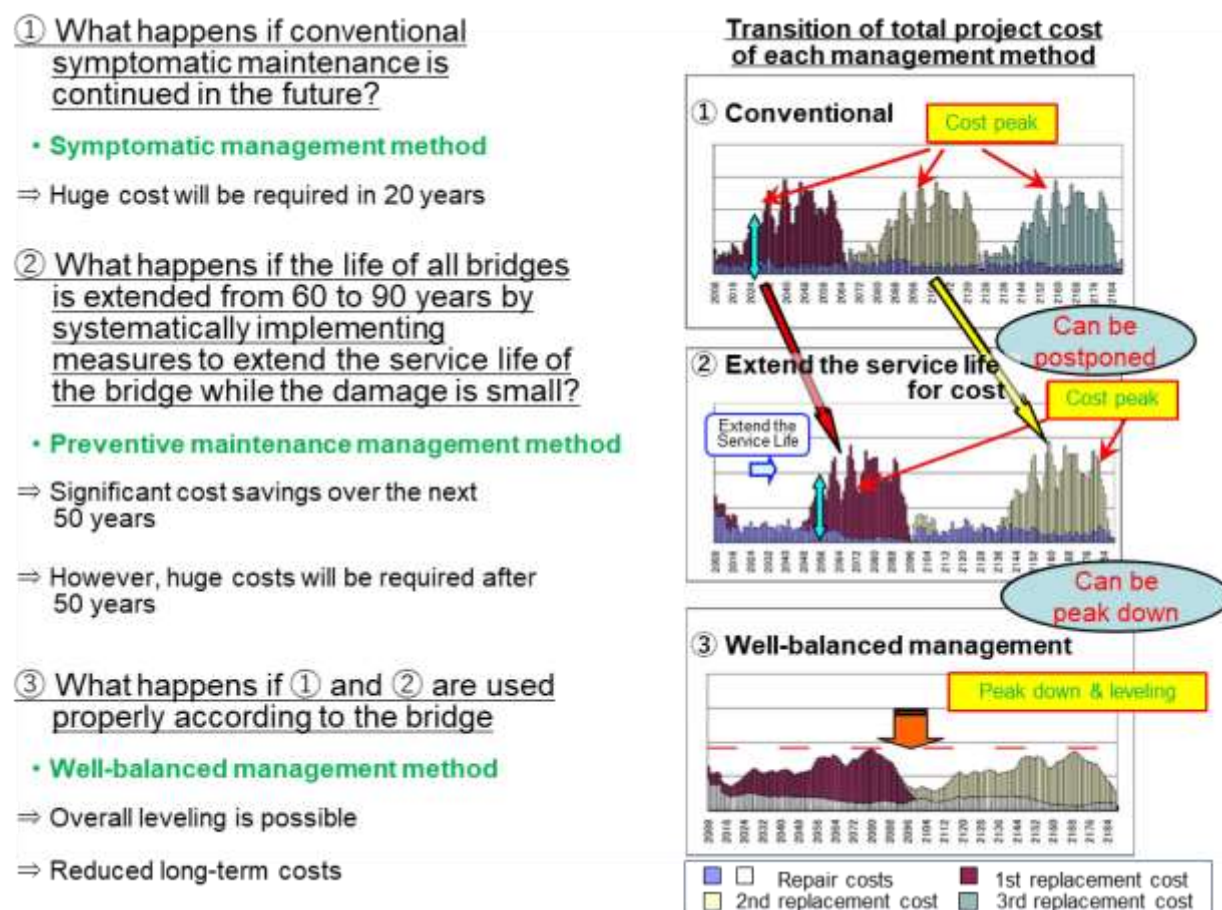 ① What happens if conventional
symptomatic maintenance is
continued in the future?
・Symptomatic management method
⇒ Huge cost will be required in 20 years
② What happens if the life of all bridges
is extended from 60 to 90 years by
systematically implementing
measures to extend the service life of
the bridge while the damage is small?
・Preventive maintenance management method
⇒ Significant cost savings over the next
50 years
⇒ However, huge costs will be required after
50 years
③ What happens if ① and ② are used
properly according to the bridge
・Well-balanced management method
⇒ Overall leveling is possible
⇒ Reduced long-term costs
Transition of total project cost
of each management method
① Conventional
Cost peak
Can be
postponed
② Extend the service life
for cost
Cost peak
Extend the
Service Life
Can be
peak down
③ Well-balanced management
Peak down & leveling
Repair costs
1st replacement cost
2nd replacement cost
3rd replacement cost